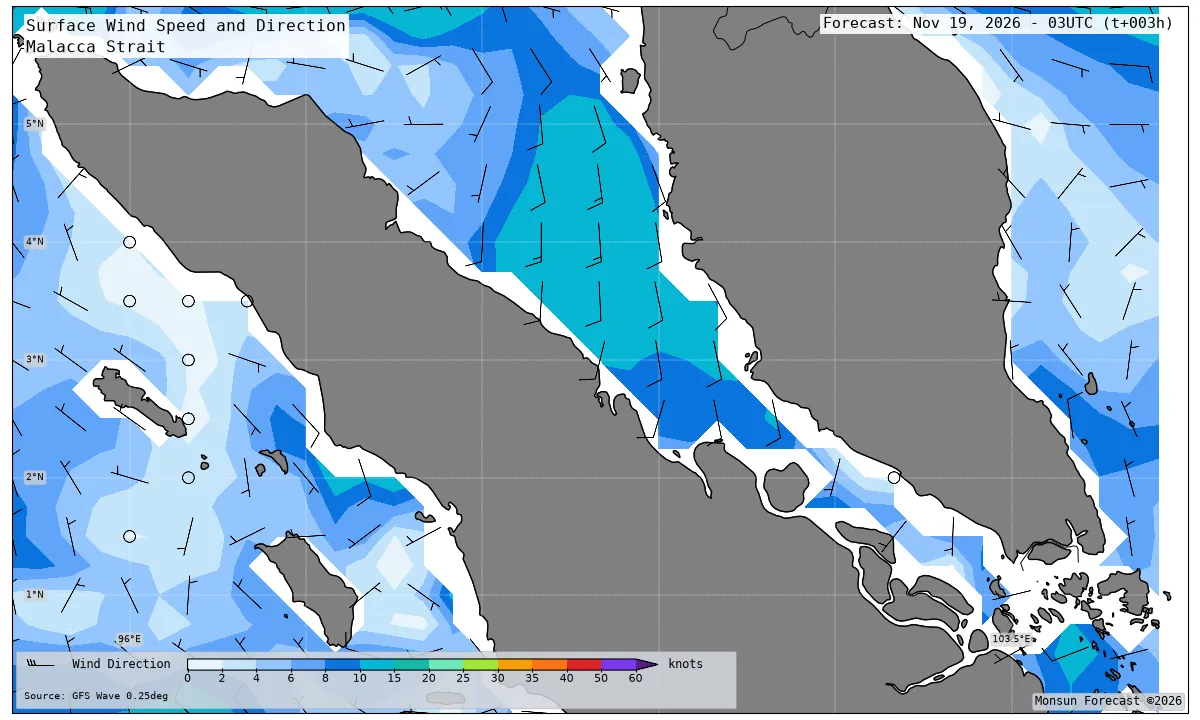 Surface Wind Speed and Direction
Malacca Strait
Forecast: Nov 19, 2026 - 03UTC (t+003h)
5°N
4°N
3°N
2°N
1°N
96°E
103.5°E
Wind Direction
knots
0 2 4 6 8 10 15 20 25 30 35 40 50 60
Source: GFS Wave 0.25deg
Monsun Forecast ©2026